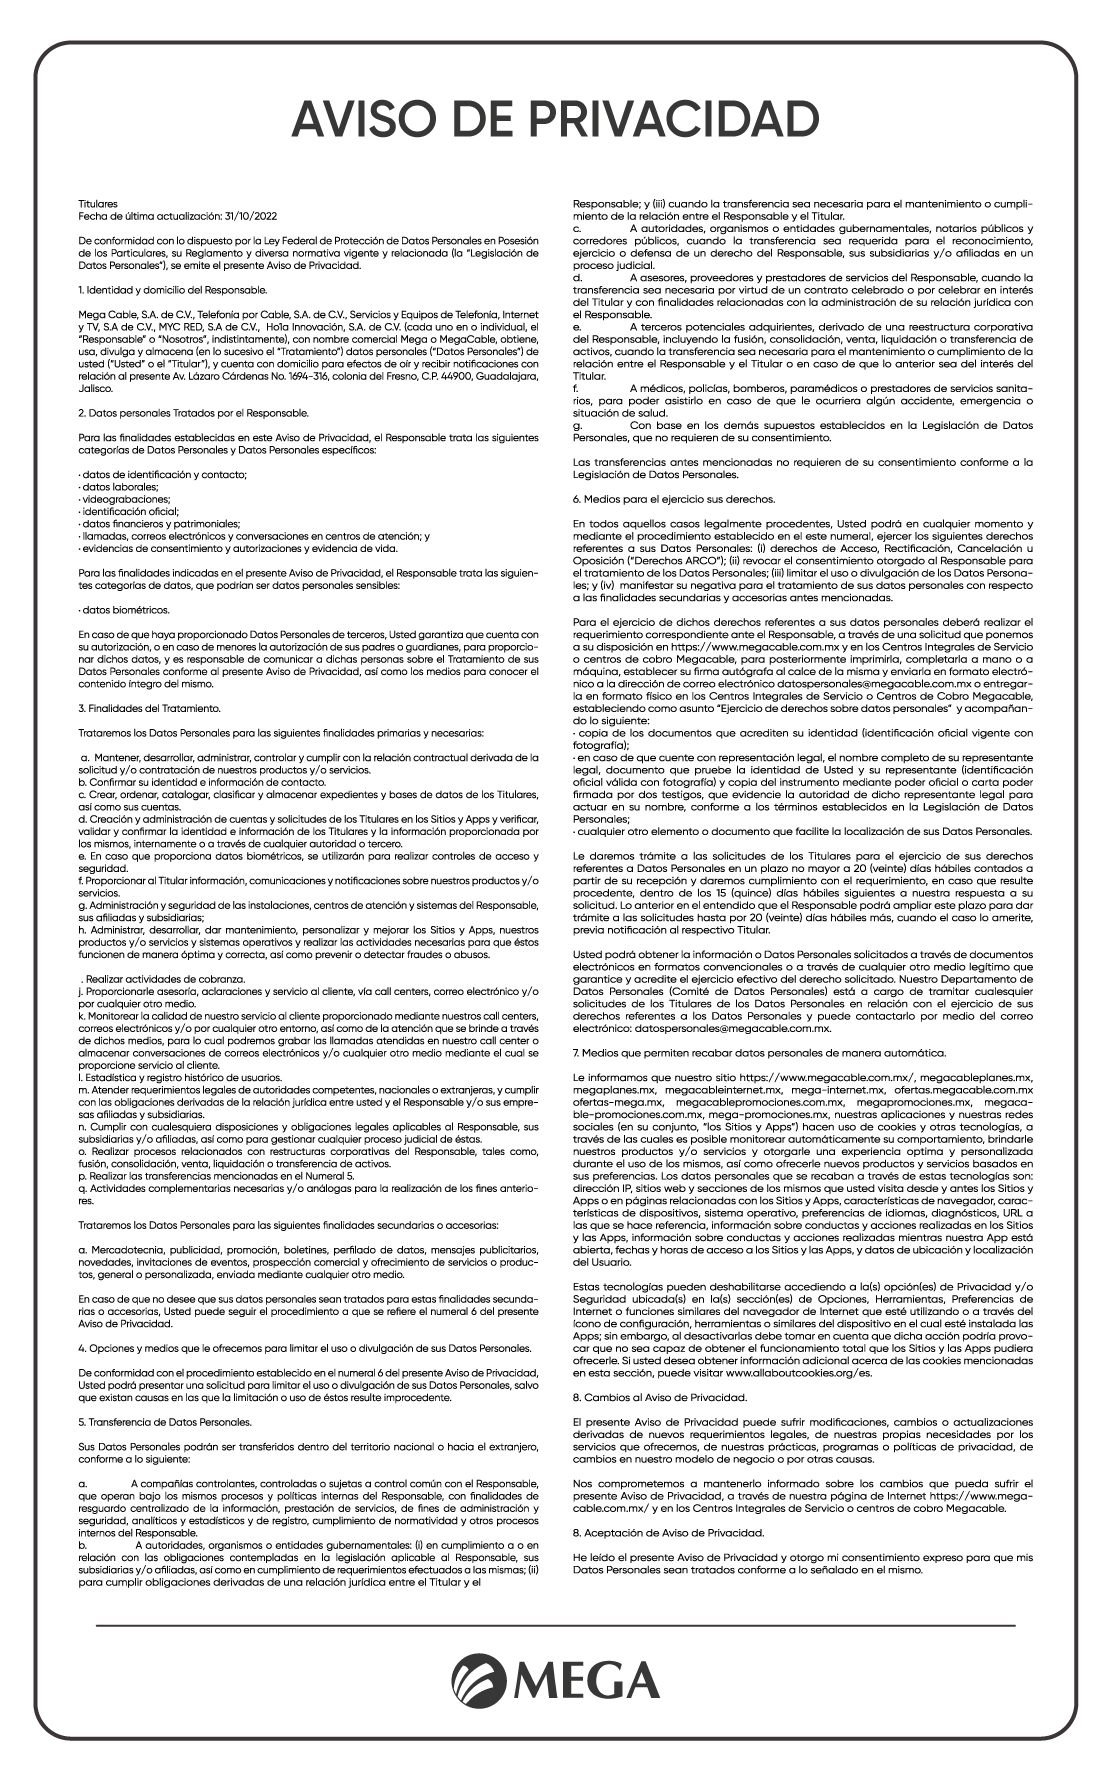 AVISO DE PRIVACIDAD
Titulares
Fecha de última actualización: 31/10/2022
De conformidad con lo dispuesto por la Ley Federal de Protección de Datos Personales en Posesión
de los Particulares, su Reglamento y diversa normativa vigente y relacionada (la “Legislación de
Datos Personales”), se emite el presente Aviso de Privacidad.
1. Identidad y domicilio del Responsable.
Mega Cable, S.A. de C.V., Telefonía por Cable, S.A. de C.V., Servicios y Equipos de Telefonía, Internet
y TV, S.A de C.V., MYC RED, S.A de C.V., Ho1a Innovación, S.A. de C.V. (cada uno en o individual, el
“Responsable” o “Nosotros”, indistintamente), con nombre comercial Mega o MegaCable, obtiene,
usa, divulga y almacena (en lo sucesivo el “Tratamiento”) datos personales (“Datos Personales”) de
usted (“Usted” o el “Titular”), y cuenta con domicilio para efectos de oír y recibir notificaciones con
relación al presente Av. Lázaro Cárdenas No. 1694-316, colonia del Fresno, C.P. 44900, Guadalajara,
Jalisco.
2. Datos personales Tratados por el Responsable.
Para las finalidades establecidas en este Aviso de Privacidad, el Responsable trata las siguientes
categorías de Datos Personales y Datos Personales específicos:
· datos de identificación y contacto;
· datos laborales;
· videograbaciones;
· identificación oficial;
· datos financieros y patrimoniales;
· llamadas, correos electrónicos y conversaciones en centros de atención; y
· evidencias de consentimiento y autorizaciones y evidencia de vida.
Para las finalidades indicadas en el presente Aviso de Privacidad, el Responsable trata las siguien-
tes categorías de datos, que podrían ser datos personales sensibles:
· datos biométricos.
En caso de que haya proporcionado Datos Personales de terceros, Usted garantiza que cuenta con
su autorización, o en caso de menores la autorización de sus padres o guardianes, para proporcio-
nar dichos datos, y es responsable de comunicar a dichas personas sobre el Tratamiento de sus
Datos Personales conforme al presente Aviso de Privacidad, así como los medios para conocer el
contenido íntegro del mismo.
3. Finalidades del Tratamiento.
Trataremos los Datos Personales para las siguientes finalidades primarias y necesarias:
a. Mantener, desarrollar, administrar, controlar y cumplir con la relación contractual derivada de la
solicitud y/o contratación de nuestros productos y/o servicios.
b. Confirmar su identidad e información de contacto.
c. Crear, ordenar, catalogar, clasificar y almacenar expedientes y bases de datos de los Titulares,
así como sus cuentas.
d. Creación y administración de cuentas y solicitudes de los Titulares en los Sitios y Apps y verificar,
validar y confirmar la identidad e información de los Titulares y la información proporcionada por
los mismos, internamente o a través de cualquier autoridad o tercero.
e. En caso que proporciona datos biométricos, se utilizarán para realizar controles de acceso y
seguridad.
f. Proporcionar al Titular información, comunicaciones y notificaciones sobre nuestros productos y/o
servicios.
g. Administración y seguridad de las instalaciones, centros de atención y sistemas del Responsable,
sus afiliadas y subsidiarias;
h. Administrar, desarrollar, dar mantenimiento, personalizar y mejorar los Sitios y Apps, nuestros
productos y/o servicios y sistemas operativos y realizar las actividades necesarias para que éstos
funcionen de manera óptima y correcta, así como prevenir o detectar fraudes o abusos.
. Realizar actividades de cobranza.
j. Proporcionarle asesoría, aclaraciones y servicio al cliente, vía call centers, correo electrónico y/o
por cualquier otro medio.
k. Monitorear la calidad de nuestro servicio al cliente proporcionado mediante nuestros call centers,
correos electrónicos y/o por cualquier otro entorno, así como de la atención que se brinde a través
de dichos medios, para lo cual podremos grabar las llamadas atendidas en nuestro call center o
almacenar conversaciones de correos electrónicos y/o cualquier otro medio mediante el cual se
proporcione servicio al cliente.
l. Estadística y registro histórico de usuarios.
m. Atender requerimientos legales de autoridades competentes, nacionales o extranjeras, y cumplir
con las obligaciones derivadas de la relación jurídica entre usted y el Responsable y/o sus empre-
sas afiliadas y subsidiarias.
n. Cumplir con cualesquiera disposiciones y obligaciones legales aplicables al Responsable, sus
subsidiarias y/o afiliadas, así como para gestionar cualquier proceso judicial de éstas.
o. Realizar procesos relacionados con restructuras corporativas del Responsable, tales como,
fusión, consolidación, venta, liquidación o transferencia de activos.
p. Realizar las transferencias mencionadas en el Numeral 5.
q. Actividades complementarias necesarias y/o análogas para la realización de los fines anterio-
res.
Trataremos los Datos Personales para las siguientes finalidades secundarias o accesorias:
a. Mercadotecnia, publicidad, promoción, boletines, perfilado de datos, mensajes publicitarios,
novedades, invitaciones de eventos, prospección comercial y ofrecimiento de servicios o produc-
tos, general o personalizada, enviada mediante cualquier otro medio.
En caso de que no desee que sus datos personales sean tratados para estas finalidades secunda-
rias o accesorias, Usted puede seguir el procedimiento a que se refiere el numeral 6 del presente
Aviso de Privacidad.
4. Opciones y medios que le ofrecemos para limitar el uso o divulgación de sus Datos Personales.
De conformidad con el procedimiento establecido en el numeral 6 del presente Aviso de Privacidad,
Usted podrá presentar una solicitud para limitar el uso o divulgación de sus Datos Personales, salvo
que existan causas en las que la limitación o uso de éstos resulte improcedente.
5. Transferencia de Datos Personales.
Sus Datos Personales podrán ser transferidos dentro del territorio nacional o hacia el extranjero,
conforme a lo siguiente:
a. A compañías controlantes, controladas o sujetas a control común con el Responsable,
que operan bajo los mismos procesos y políticas internas del Responsable, con finalidades de
resguardo centralizado de la información, prestación de servicios, de fines de administración y
seguridad, analíticos y estadísticos y de registro, cumplimiento de normatividad y otros procesos
internos del Responsable.
b. A autoridades, organismos o entidades gubernamentales: (i) en cumplimiento a o en
relación con las obligaciones contempladas en la legislación aplicable al Responsable, sus
subsidiarias y/o afiliadas, así como en cumplimiento de requerimientos efectuados a las mismas; (ii)
para cumplir obligaciones derivadas de una relación jurídica entre el Titular y el
Responsable; y (iii) cuando la transferencia sea necesaria para el mantenimiento o cumpli-
miento de la relación entre el Responsable y el Titular.
c. A autoridades, organismos o entidades gubernamentales, notarios públicos y
corredores públicos, cuando la transferencia sea requerida para el reconocimiento,
ejercicio o defensa de un derecho del Responsable, sus subsidiarias y/o afiliadas en un
proceso judicial.
d. A asesores, proveedores y prestadores de servicios del Responsable, cuando la
transferencia sea necesaria por virtud de un contrato celebrado o por celebrar en interés
del Titular y con finalidades relacionadas con la administración de su relación jurídica con
el Responsable.
e. A terceros potenciales adquirientes, derivado de una reestructura corporativa
del Responsable, incluyendo la fusión, consolidación, venta, liquidación o transferencia de
activos, cuando la transferencia sea necesaria para el mantenimiento o cumplimiento de la
relación entre el Responsable y el Titular o en caso de que lo anterior sea del interés del
Titular.
f. A médicos, policías, bomberos, paramédicos o prestadores de servicios sanita-
rios, para poder asistirlo en caso de que le ocurriera algún accidente, emergencia o
situación de salud.
g. Con base en los demás supuestos establecidos en la Legislación de Datos
Personales, que no requieren de su consentimiento.
Las transferencias antes mencionadas no requieren de su consentimiento conforme a la
Legislación de Datos Personales.
6. Medios para el ejercicio sus derechos.
En todos aquellos casos legalmente procedentes, Usted podrá en cualquier momento y
mediante el procedimiento establecido en este numeral, ejercer los siguientes derechos
referentes a sus Datos Personales: (i) derechos de Acceso, Rectificación, Cancelación u
Oposición (“Derechos ARCO”); (ii) revocar el consentimiento otorgado al Responsable para
el tratamiento de los Datos Personales; (iii) limitar el uso o divulgación de los Datos Persona-
les; y (iv) manifestar su negativa para el tratamiento de sus datos personales con respecto
a las finalidades secundarias y accesorias antes mencionadas.
Para el ejercicio de dichos derechos referentes a sus datos personales deberá realizar el
requerimiento correspondiente ante el Responsable, a través de una solicitud que ponemos
a su disposición en https://www.megacable.com.mx y en los Centros Integrales de Servicio
o centros de cobro Megacable, para posteriormente imprimirla, completarla a mano o a
máquina, establecer su firma autógrafa al calce de la misma y enviarla en formato electró-
nico a la dirección de correo electrónico datospersonales@megacable.com.mx o entregar-
la en formato físico en los Centros Integrales de Servicio o Centros de Cobro Megacable,
estableciendo como asunto “Ejercicio de derechos sobre datos personales” y acompañan-
do lo siguiente:
· copia de los documentos que acrediten su identidad (identificación oficial vigente con
fotografía);
· en caso de que cuente con representación legal, el nombre completo de su representante
legal, documento que pruebe la identidad de Usted y su representante (identificación
oficial válida con fotografía) y copia del instrumento mediante poder oficial o carta poder
firmada por dos testigos, que evidencie la autoridad de dicho representante legal para
actuar en su nombre, conforme a los términos establecidos en la Legislación de Datos
Personales;
· cualquier otro elemento o documento que facilite la localización de sus Datos Personales.
Le daremos trámite a las solicitudes de los Titulares para el ejercicio de sus derechos
referentes a Datos Personales en un plazo no mayor a 20 (veinte) días hábiles contados a
partir de su recepción y daremos cumplimiento con el requerimiento, en caso que resulte
procedente, dentro de los 15 (quince) días hábiles siguientes a nuestra respuesta a su
solicitud. Lo anterior en el entendido que el Responsable podrá ampliar este plazo para dar
trámite a las solicitudes hasta por 20 (veinte) días hábiles más, cuando el caso lo amerite,
previa notificación al respectivo Titular.
Usted podrá obtener la información o Datos Personales solicitados a través de documentos
electrónicos en formatos convencionales o a través de cualquier otro medio legítimo que
garantice y acredite el ejercicio efectivo del derecho solicitado. Nuestro Departamento de
Datos Personales (Comité de Datos Personales) está a cargo de tramitar cualesquier
solicitudes de los Titulares de los Datos Personales en relación con el ejercicio de sus
derechos referentes a los Datos Personales y puede contactarlo por medio del correo
electrónico: datospersonales@megacable.com.mx.
7. Medios que permiten recabar datos personales de manera automática.
Le informamos que nuestro sitio https://www.megacable.com.mx/, megacableplanes.mx,
megaplanes.mx, megacableinternet.mx, mega-internet.mx, ofertas.megacable.com.mx
ofertas-mega.mx, megacablepromociones.com.mx, megapromociones.mx, megaca-
ble-promociones.com.mx, mega-promociones.mx, nuestras aplicaciones y nuestras redes
sociales (en su conjunto, “los Sitios y Apps”) hacen uso de cookies y otras tecnologías, a
través de las cuales es posible monitorear automáticamente su comportamiento, brindarle
nuestros productos y/o servicios y otorgarle una experiencia optima y personalizada
durante el uso de los mismos, así como ofrecerle nuevos productos y servicios basados en
sus preferencias. Los datos personales que se recaban a través de estas tecnologías son:
dirección IP, sitios web y secciones de los mismos que usted visita desde y antes los Sitios y
Apps o en páginas relacionadas con los Sitios y Apps, características de navegador, carac-
terísticas de dispositivos, sistema operativo, preferencias de idiomas, diagnósticos, URL a
las que se hace referencia, información sobre conductas y acciones realizadas en los Sitios
y las Apps, información sobre conductas y acciones realizadas mientras nuestra App está
abierta, fechas y horas de acceso a los Sitios y las Apps, y datos de ubicación y localización
del Usuario.
Estas tecnologías pueden deshabilitarse accediendo a la(s) opción(es) de Privacidad y/o
Seguridad ubicada(s) en la(s) sección(es) de Opciones, Herramientas, Preferencias de
Internet o funciones similares del navegador de Internet que esté utilizando o a través del
ícono de configuración, herramientas o similares del dispositivo en el cual esté instalada las
Apps; sin embargo, al desactivarlas debe tomar en cuenta que dicha acción podría provo-
car que no sea capaz de obtener el funcionamiento total que los Sitios y las Apps pudiera
ofrecerle. Si usted desea obtener información adicional acerca de las cookies mencionadas
en esta sección, puede visitar www.allaboutcookies.org/es.
8. Cambios al Aviso de Privacidad.
El presente Aviso de Privacidad puede sufrir modificaciones, cambios o actualizaciones
derivadas de nuevos requerimientos legales, de nuestras propias necesidades por los
servicios que ofrecemos, de nuestras prácticas, programas o políticas de privacidad, de
cambios en nuestro modelo de negocio o por otras causas.
Nos comprometemos a mantenerlo informado sobre los cambios que pueda sufrir el
presente Aviso de Privacidad, a través de nuestra página de Internet https://www.mega-
cable.com.mx/ y en los Centros Integrales de Servicio o centros de cobro Megacable.
8. Aceptación de Aviso de Privacidad.
He leído el presente Aviso de Privacidad y otorgo mi consentimiento expreso para que mis
Datos Personales sean tratados conforme a lo señalado en el mismo.
MEGA